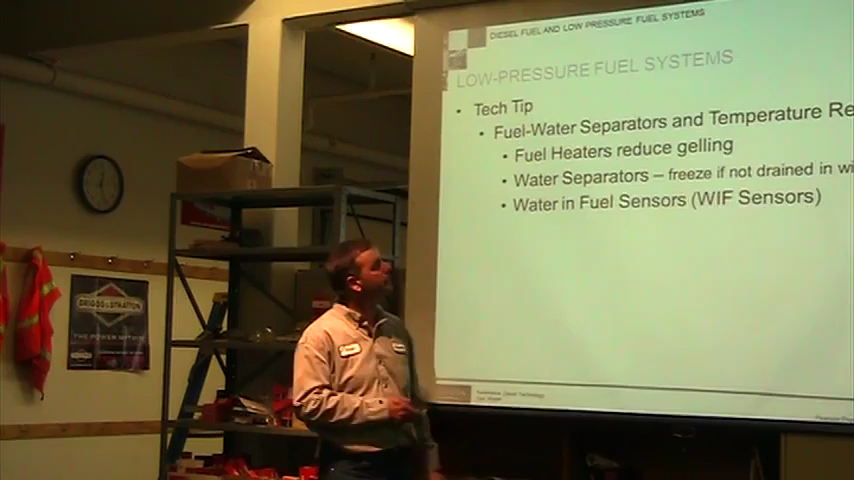 DIESEL FUEL AND LOW PRESSURE FUEL SYSTEMS
LOW-PRESSURE FUEL SYSTEMS
• Tech Tip
• Fuel-Water Separators and Temperature Re
• Fuel Heaters reduce gelling
• Water Separators – freeze if not drained in wi
• Water in Fuel Sensors (WIF Sensors)
BRIGGS & STRATTON
THE POWER WITHIN